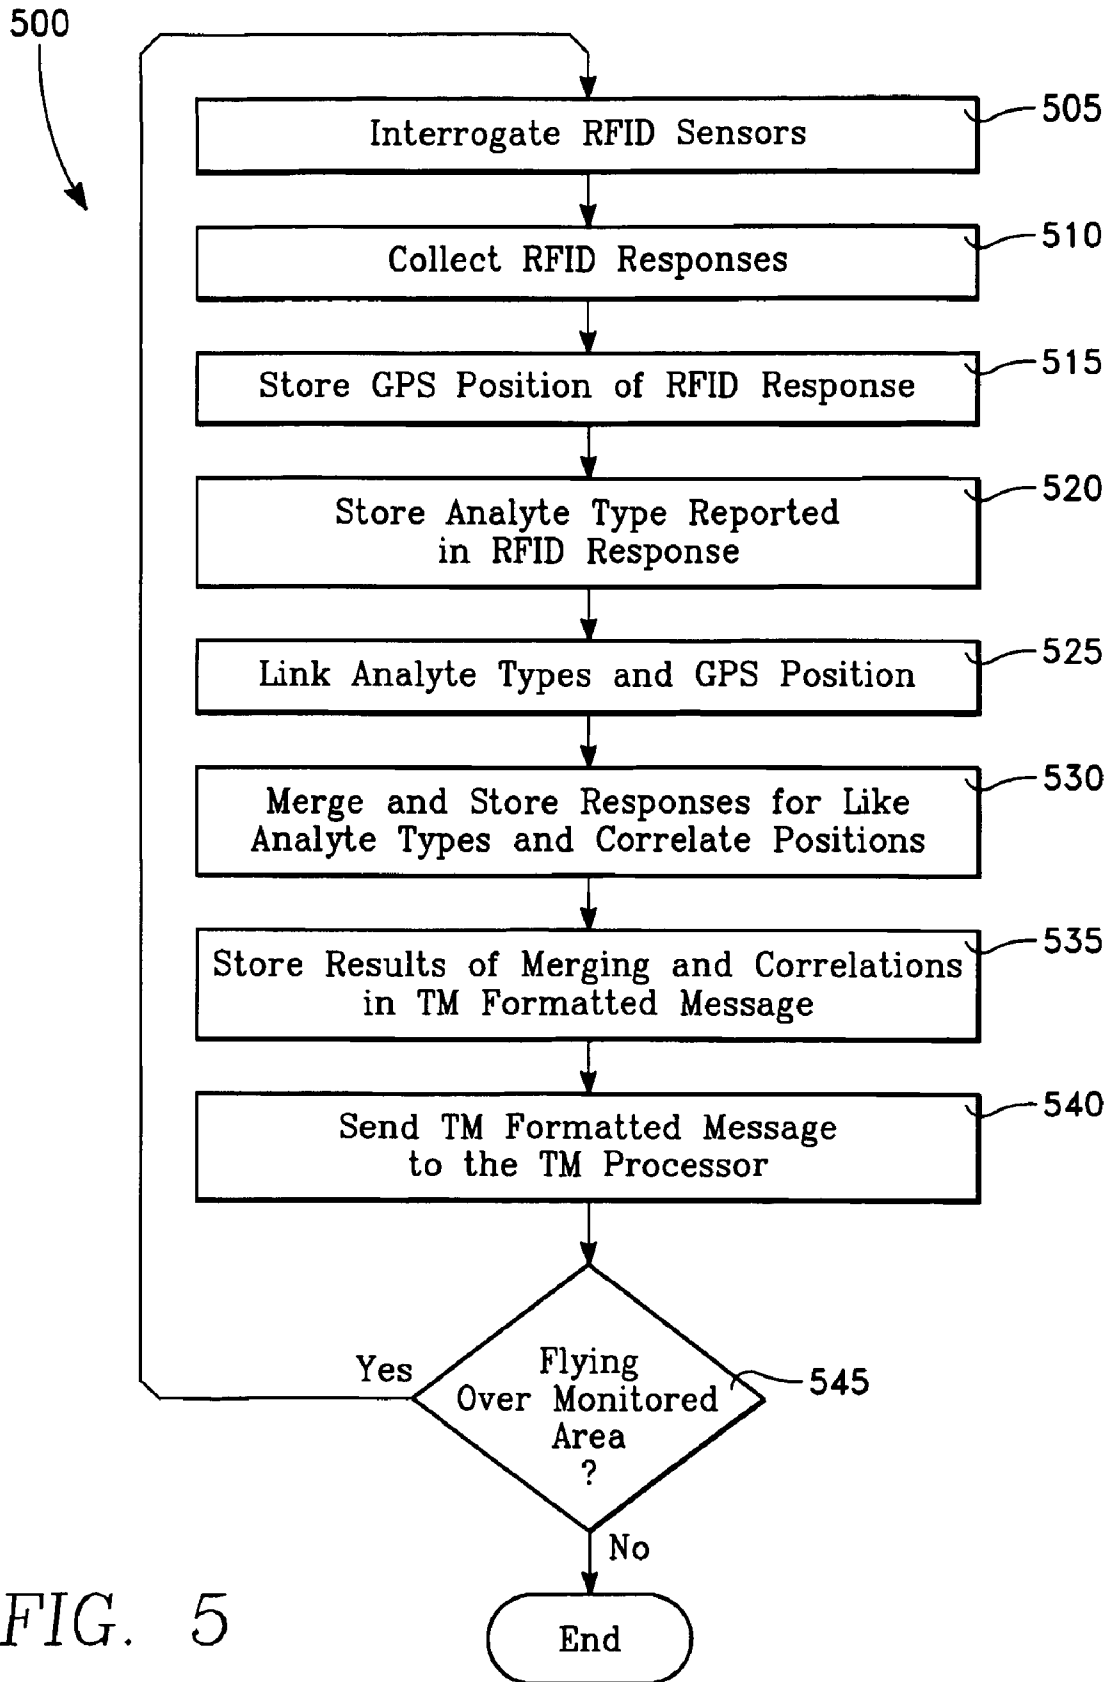 500
Interrogate RFID Sensors
505
Collect RFID Responses
510
Store GPS Position of RFID Response
515
Store Analyte Type Reported
in RFID Response
520
Link Analyte Types and GPS Position
525
Merge and Store Responses for Like
Analyte Types and Correlate Positions
530
Store Results of Merging and Correlations
in TM Formatted Message
535
Send TM Formatted Message
to the TM Processor
540
Yes
Flying
Over Monitored
Area
?
545
No
End
FIG. 5